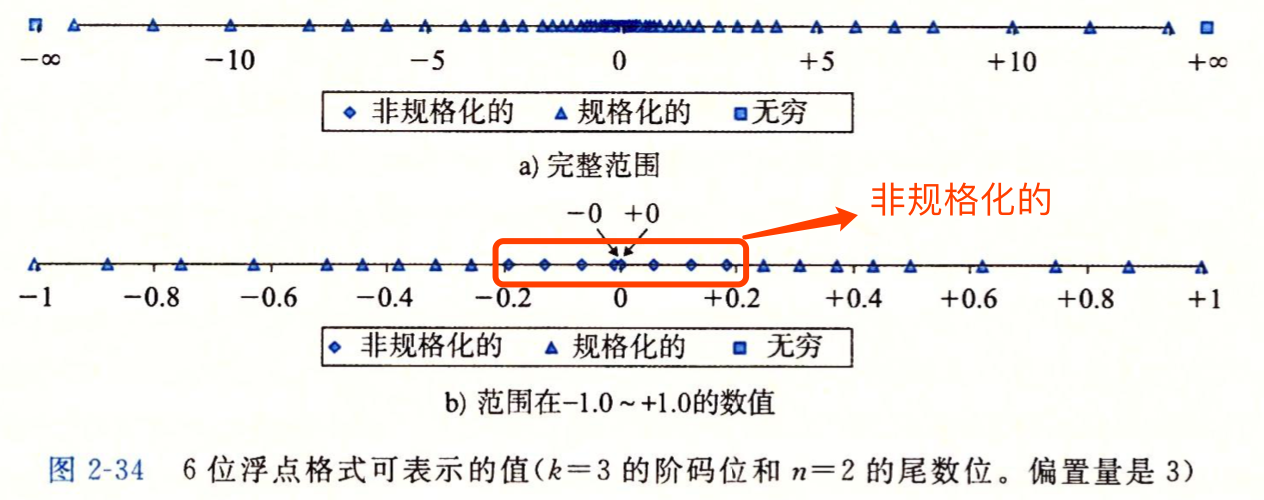 −∞ −10 −5 0 +5 +10 +∞
非规格化的 规格化的 无穷
a) 完整范围
非规格化的
−0 +0
−1 −0.8 −0.6 −0.4 −0.2 0 +0.2 +0.4 +0.6 +0.8 +1
非规格化的 规格化的 无穷
b) 范围在−1.0~+1.0的数值
图 2-34 6 位浮点格式可表示的值(k=3 的阶码位和 n=2 的尾数位。偏置量是 3)